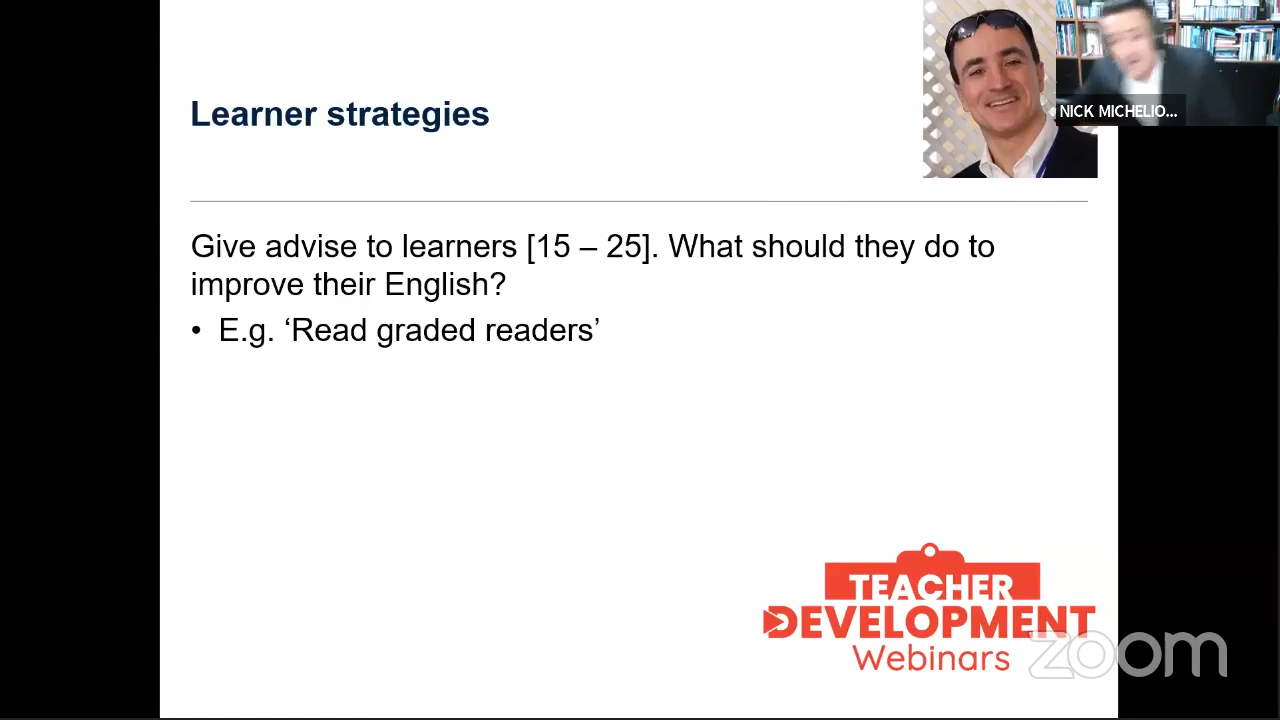 Learner strategies
NICK MICHELIO...
Give advise to learners [15 – 25]. What should they do to
improve their English?
• E.g. ‘Read graded readers’
TEACHER
DEVELOPMENT
Webinars
zoom